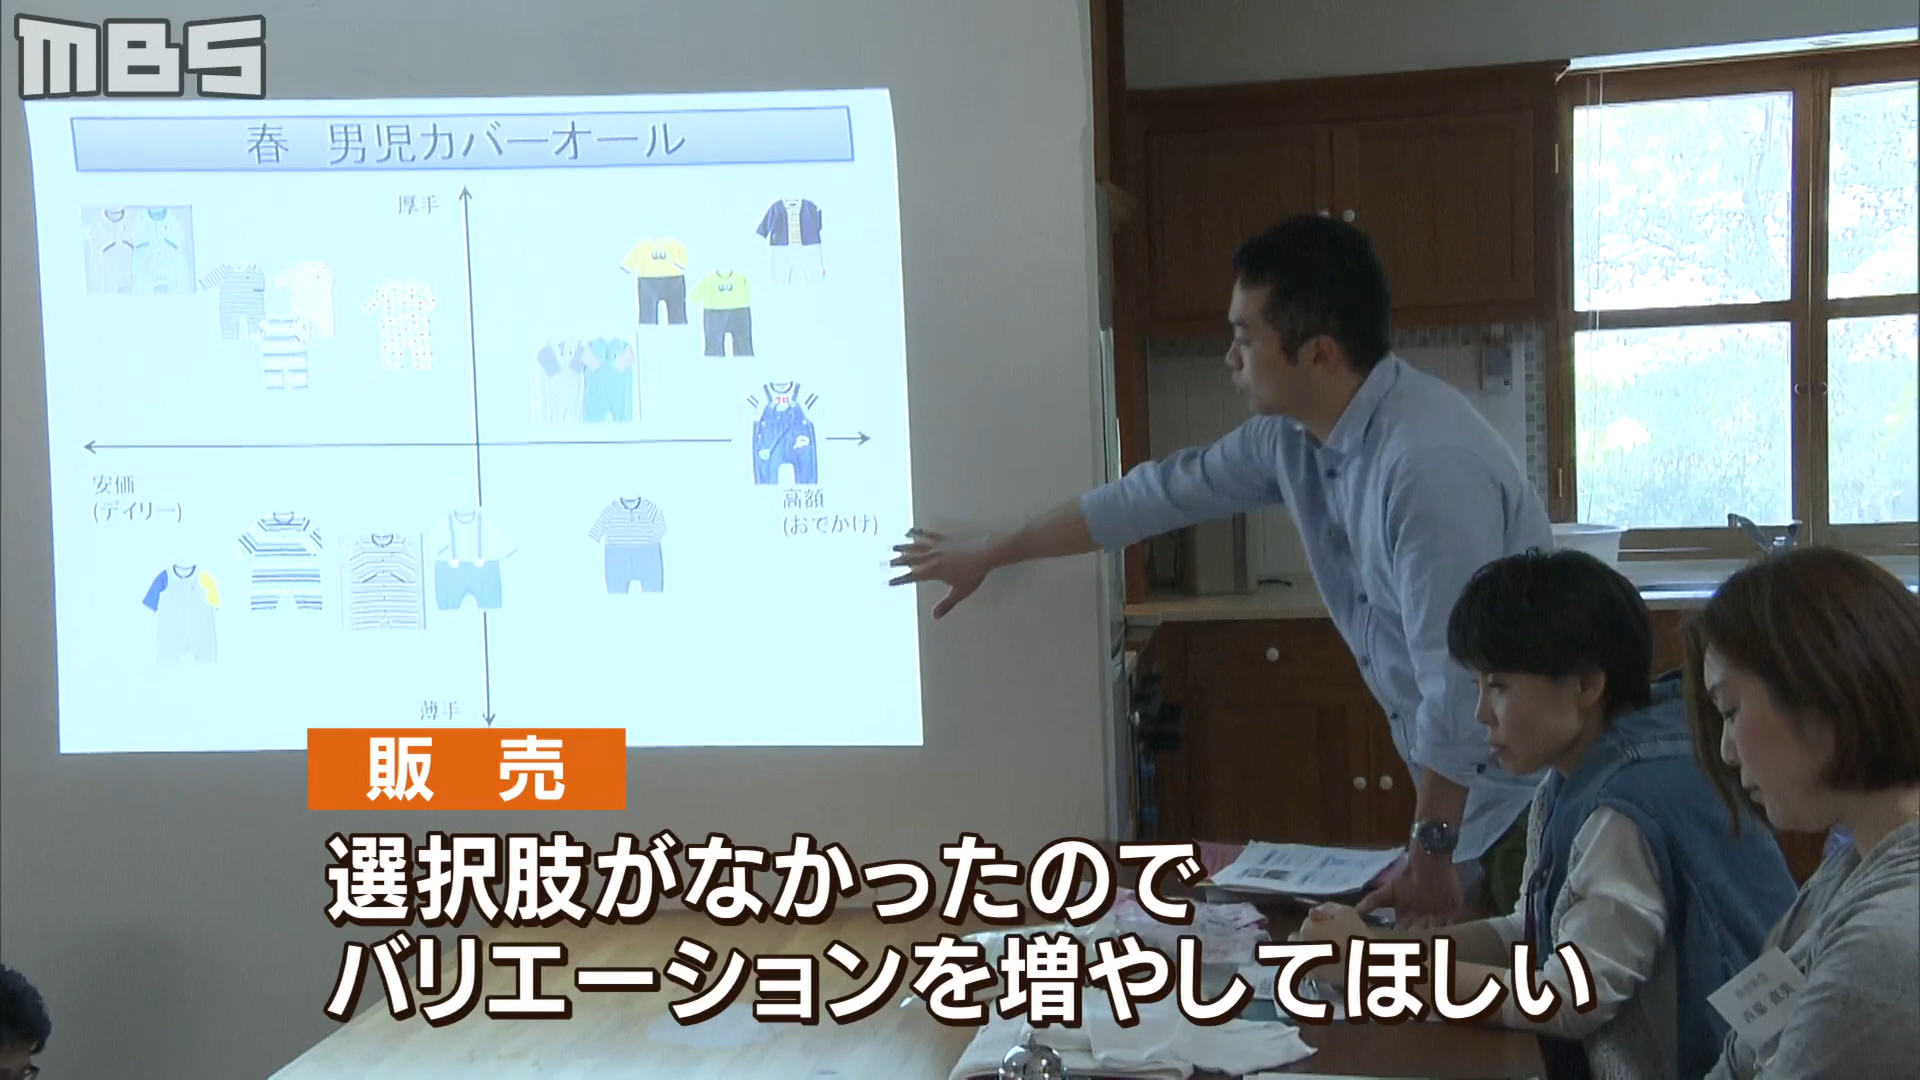 MBS
春　男児カバーオール
厚手
安価
(デイリー)
高額
(おでかけ)
薄手
販　売
選択肢がなかったので
バリエーションを増やしてほしい